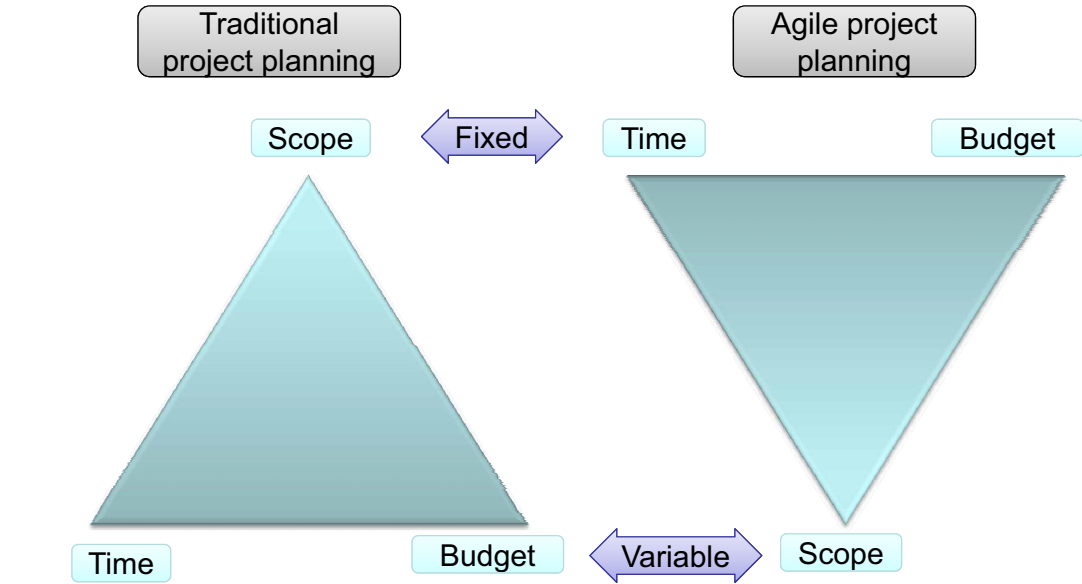 Traditional
project planning
Agile project
planning
Scope
Fixed
Time
Budget
Time
Budget
Variable
Scope